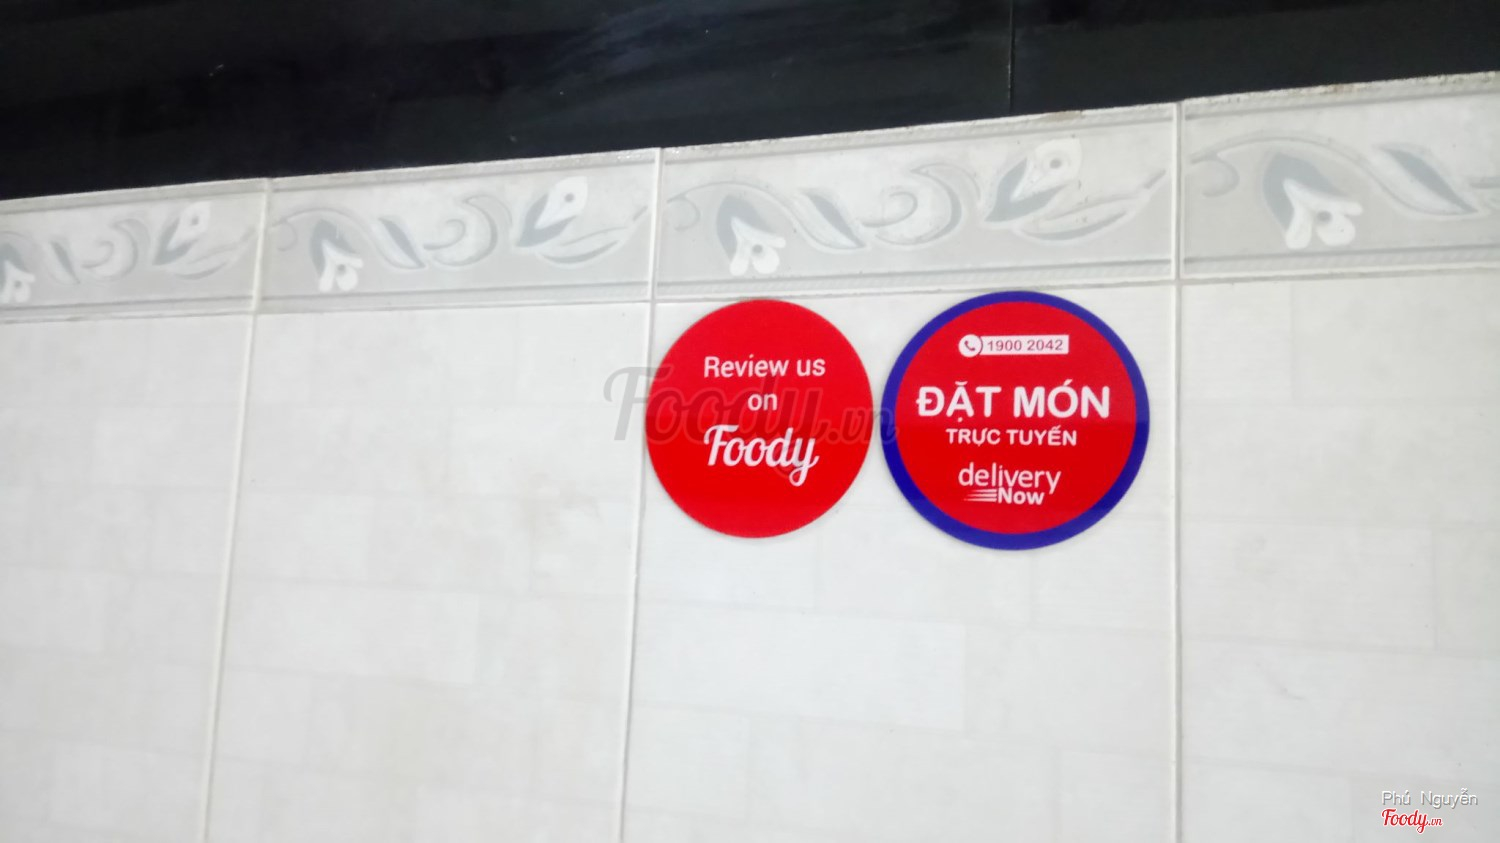 Review us
on
Foody
1900 2042
ĐẶT MÓN
TRỰC TUYẾN
delivery
Now
Foody.vn
Phú Nguyễn
Foody.vn